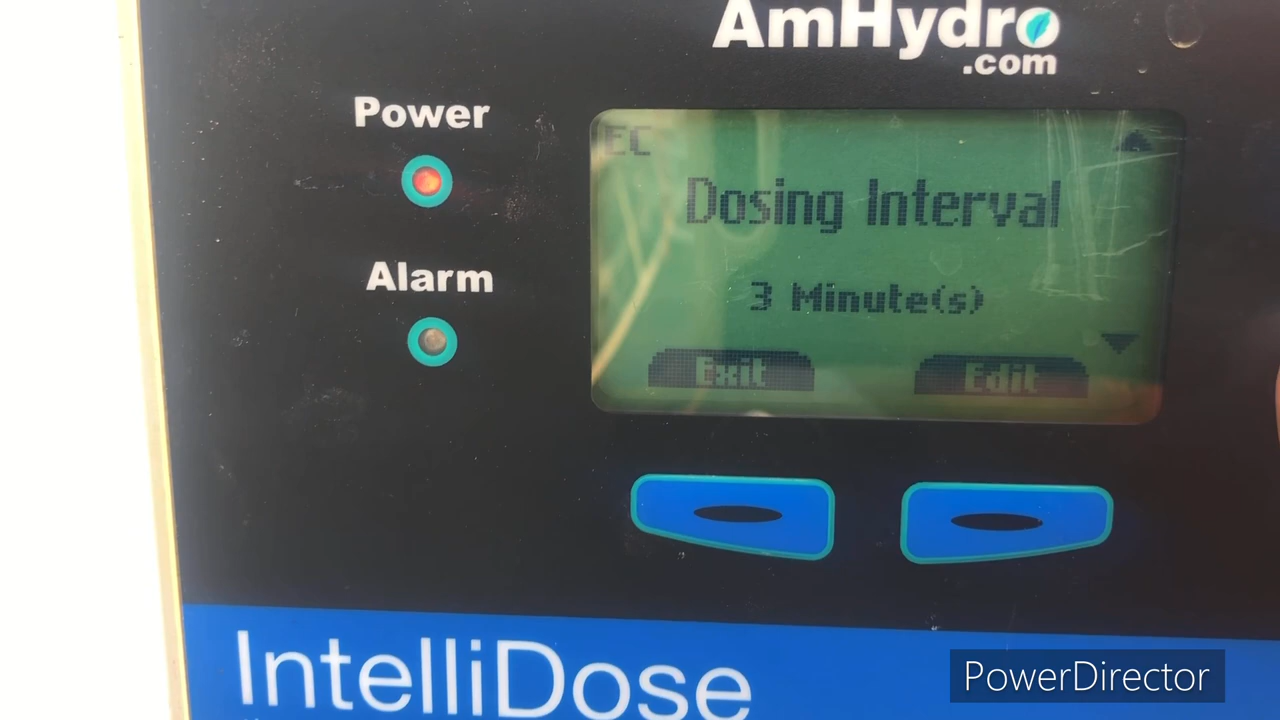 AmHydro
.com
Power
EC
Dosing Interval
Alarm
3 Minute(s)
Exit
Edit
IntelliDose
PowerDirector